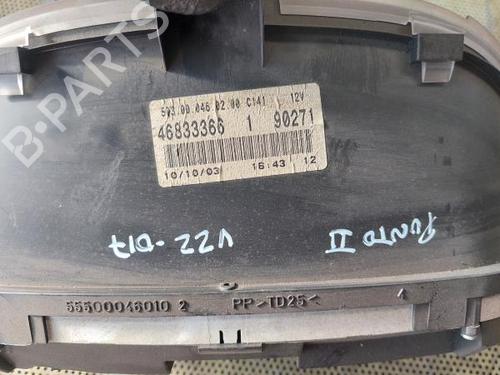 B-PARTS
503.00.046.02.00 C141 12V
46833366 1 90271
10/10/03 16:43 12
PUNTO II
V22-D17
55500046010 2 PP>TD25<